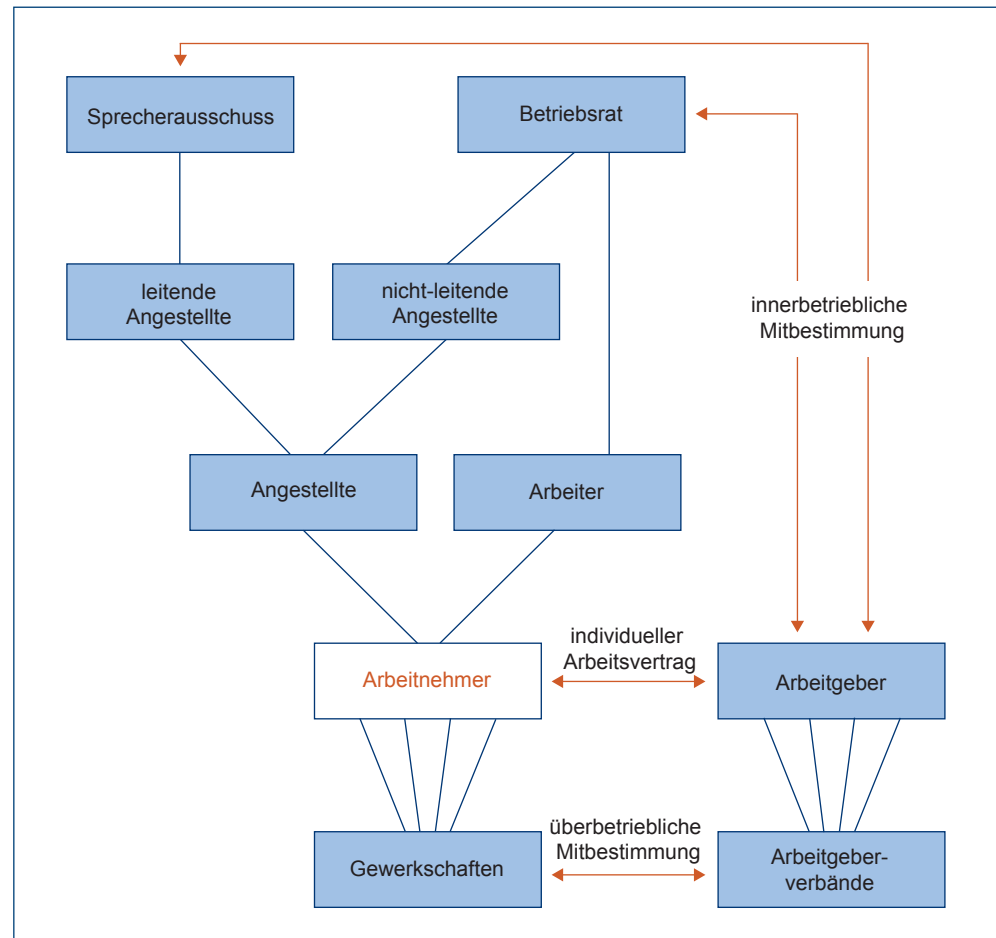 Sprecherausschuss
Betriebsrat
leitende
Angestellte
nicht-leitende
Angestellte
innerbetriebliche
Mitbestimmung
Angestellte
Arbeiter
Arbeitnehmer
individueller
Arbeitsvertrag
Arbeitgeber
Gewerkschaften
überbetriebliche
Mitbestimmung
Arbeitgeber-
verbände